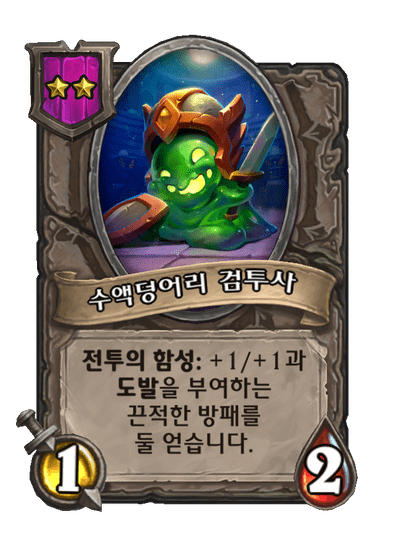 수액덩어리 검투사
전투의 함성: +1/+1과
도발을 부여하는
끈적한 방패를
둘 얻습니다.
1
2